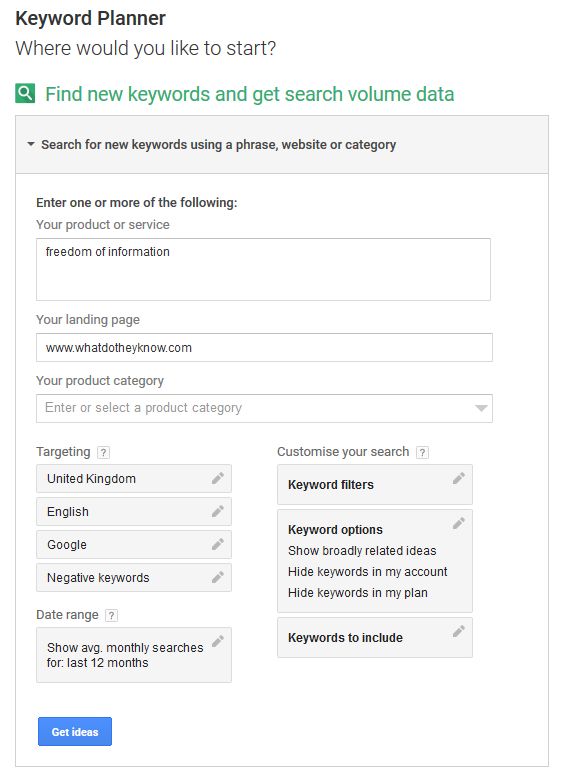 Keyword Planner
Where would you like to start?
Find new keywords and get search volume data
Search for new keywords using a phrase, website or category
Enter one or more of the following:
Your product or service
freedom of information
Your landing page
www.whatdotheyknow.com
Your product category
Enter or select a product category
Targeting ?
United Kingdom
English
Google
Negative keywords
Date range ?
Show avg. monthly searches
for: last 12 months
Customise your search ?
Keyword filters
Keyword options
Show broadly related ideas
Hide keywords in my account
Hide keywords in my plan
Keywords to include
Get ideas